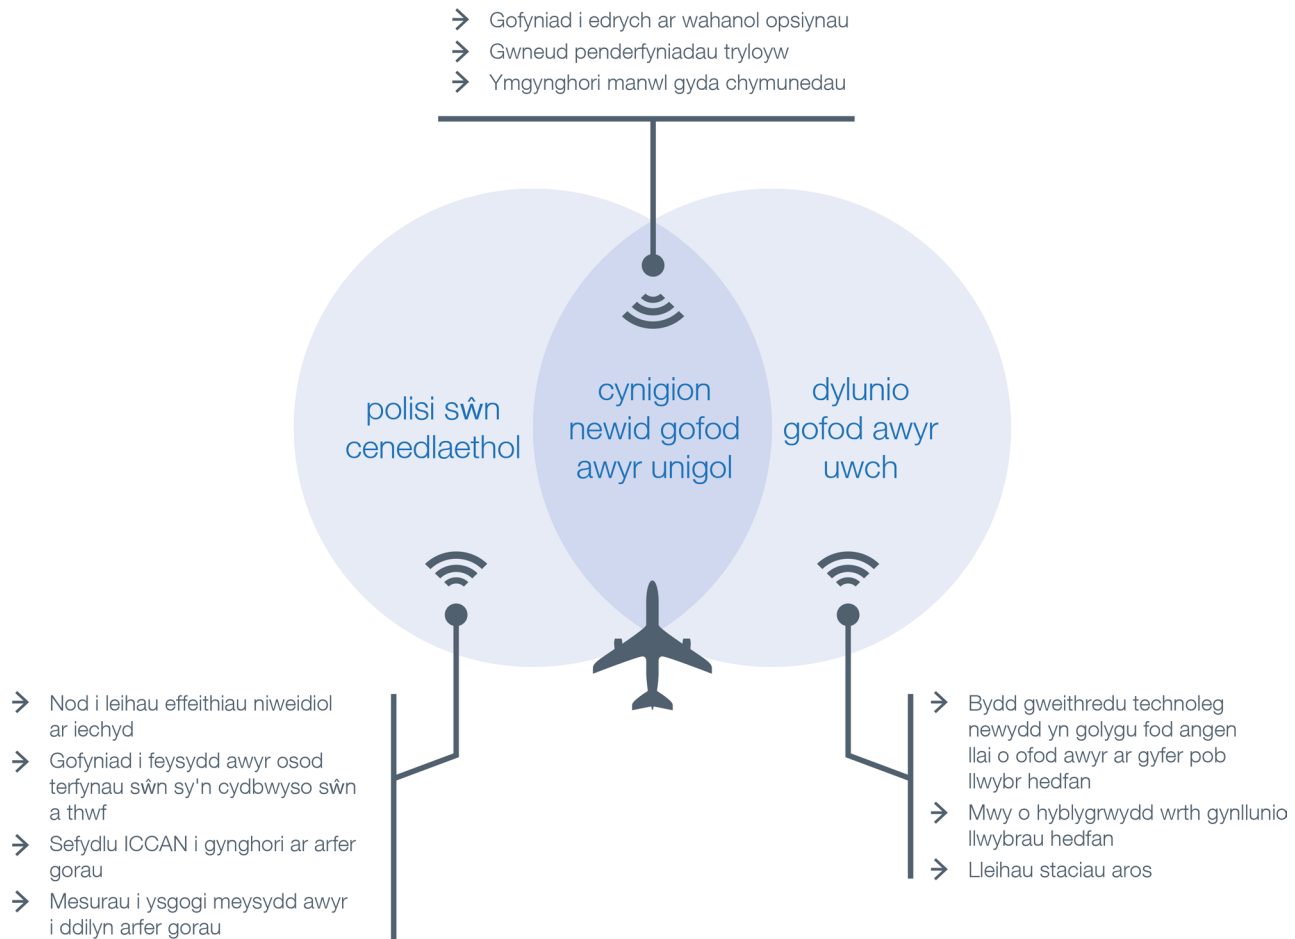 Gofyniad i edrych ar wahanol opsiynau
Gwneud penderfyniadau tryloyw
Ymgynghori manwl gyda chymunedau
polisi sŵn
cenedlaethol
cynigion
newid gofod
awyr unigol
dylunio
gofod awyr
uwch
Nod i leihau effeithiau niweidiol
ar iechyd
Gofyniad i feysydd awyr osod
terfynau sŵn sy'n cydbwyso sŵn
a thwf
Sefydlu ICCAN i gynghori ar arfer
gorau
Mesurau i ysgogi meysydd awyr
i ddilyn arfer gorau
Bydd gweithredu technoleg
newydd yn golygu fod angen
llai o ofod awyr ar gyfer pob
llwybr hedfan
Mwy o hyblygrwydd wrth gynllunio
llwybrau hedfan
Lleihau staciau aros